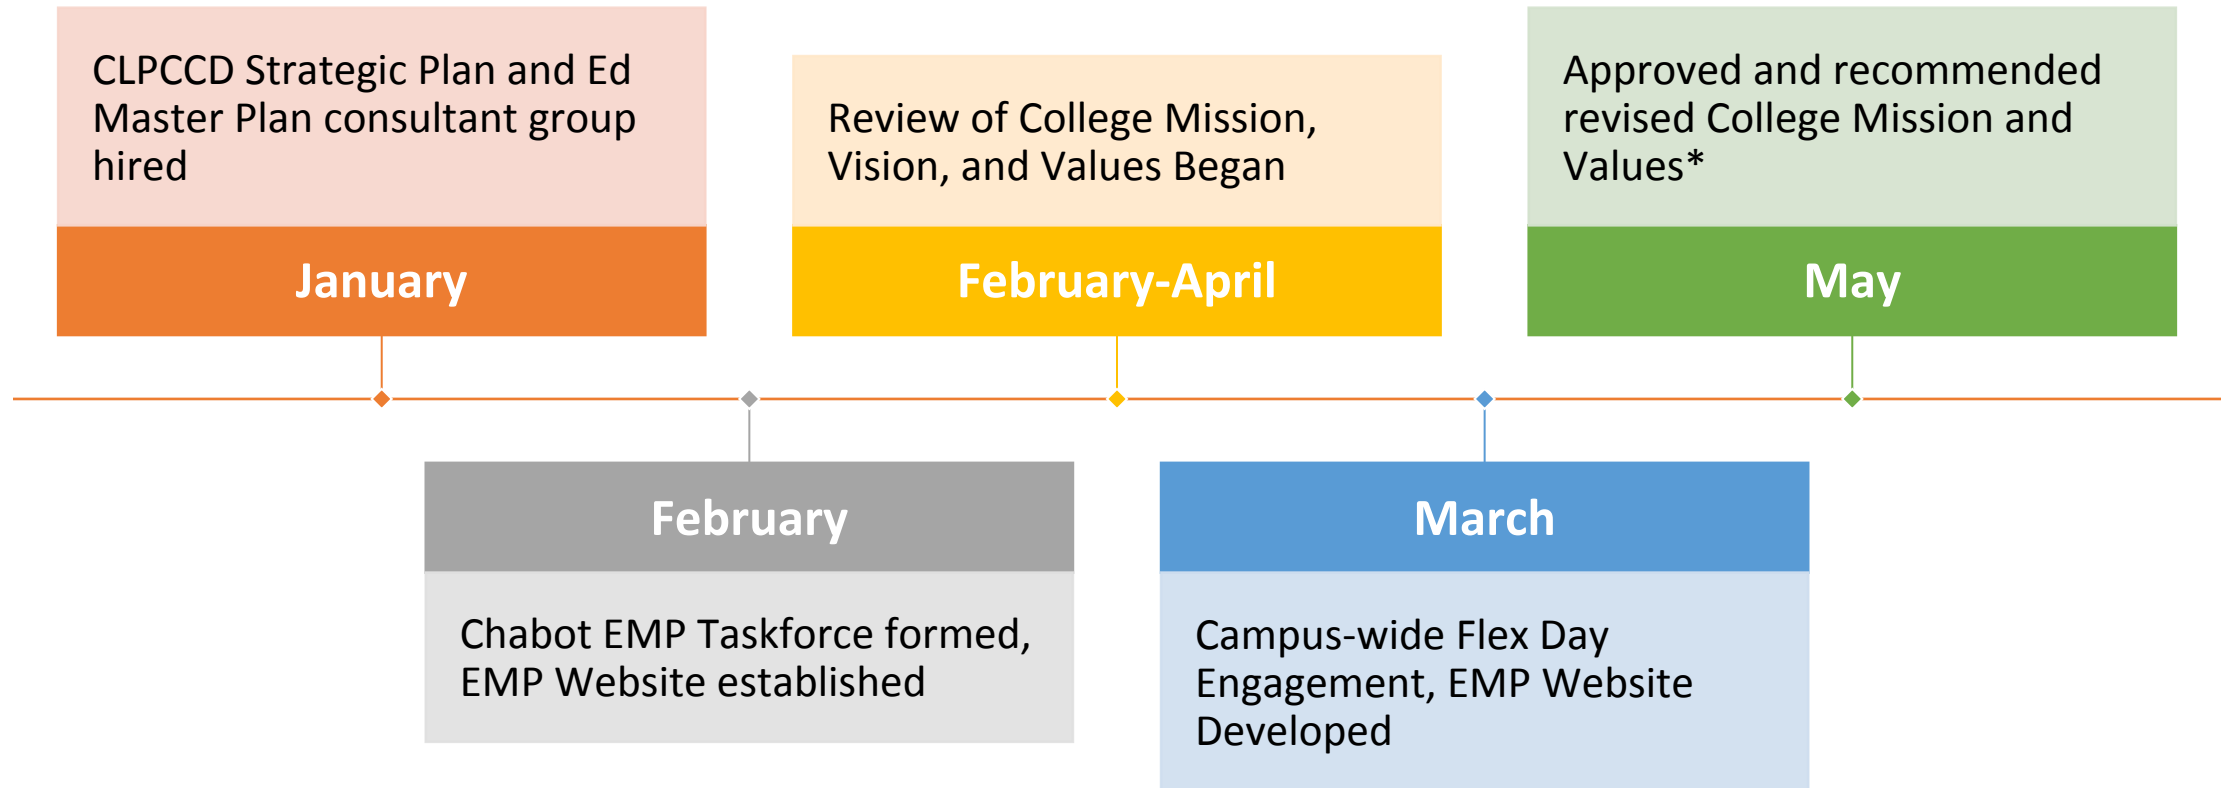 CLPCCD Strategic Plan and Ed
Master Plan consultant group
hired
January
Chabot EMP Taskforce formed,
EMP Website established
February
Review of College Mission,
Vision, and Values Began
February-April
March
Campus-wide Flex Day
Engagement, EMP Website
Developed
Approved and recommended
revised College Mission and
Values*
May